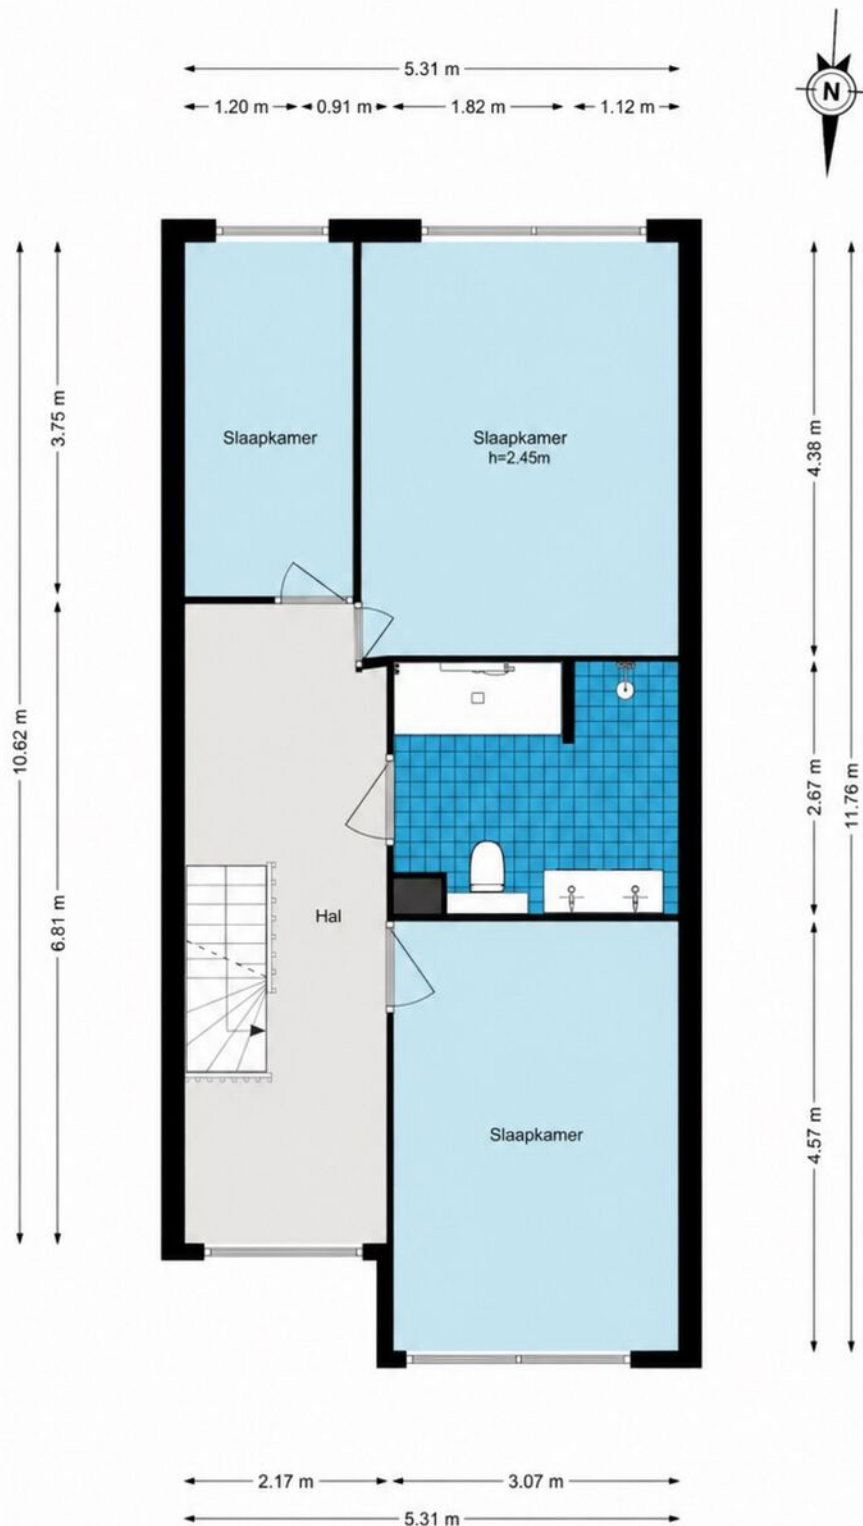 5.31 m
1.20 m
0.91 m
1.82 m
1.12 m
N
3.75 m
10.62 m
6.81 m
Slaapkamer
Slaapkamer
h=2.45m
4.38 m
2.67 m
11.76 m
Hal
Slaapkamer
4.57 m
2.17 m
3.07 m
5.31 m